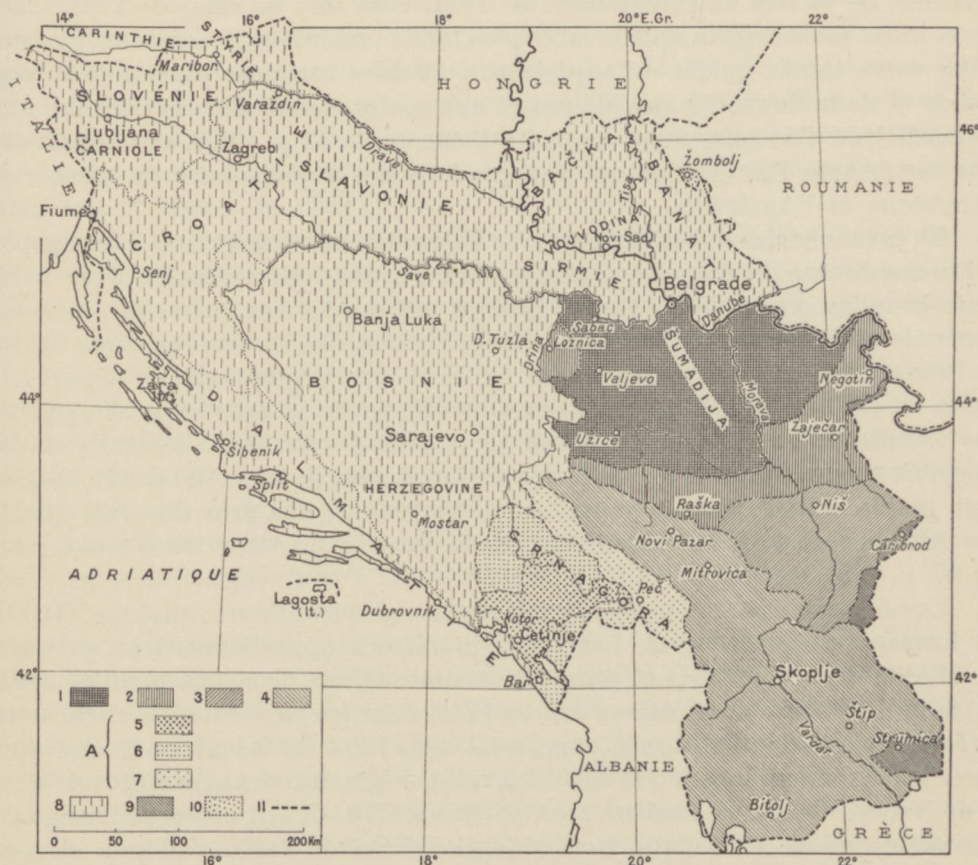 14° 16° 18° 20° E.Gr. 22°
CARINTHIE
STYRIE
Maribor
HONGRIE
ITALIE
SLOVÉNIE
Varaždin
Ljubljana
CARNIOLE
Zagreb
Drave
CROATIE
SLAVONIE
BAČKA
BANAT
Tisa
Žombolj
ROUMANIE
Fiume
VOJVODINA
Novi Sad
SIRMIE
Senj
Save
Belgrade
Danube
Banja Luka
D. Tuzla
Drina
Šabac
Loznica
ŠUMADIJA
BOSNIE
Valjevo
Morava
Negotin
Zara
(It.)
44°
44°
DALMATIE
Sarajevo
Užice
Zaječar
Šibenik
Split
HERZEGOVINE
Raška
Niš
Mostar
Novi Pazar
CRNAGORA
Caribrod
Mitrovica
ADRIATIQUE
Peć
Lagosta
(It.)
Dubrovnik
Kotor
Cetinje
42°
Bar
Skoplje
42°
Štip
Strumica
Vardar
ALBANIE
Bitolj
GRÈCE
1 2 3 4
5
A 6
7
8 9 10 11
0 50 100 200 Km
16° 18° 20° 22°